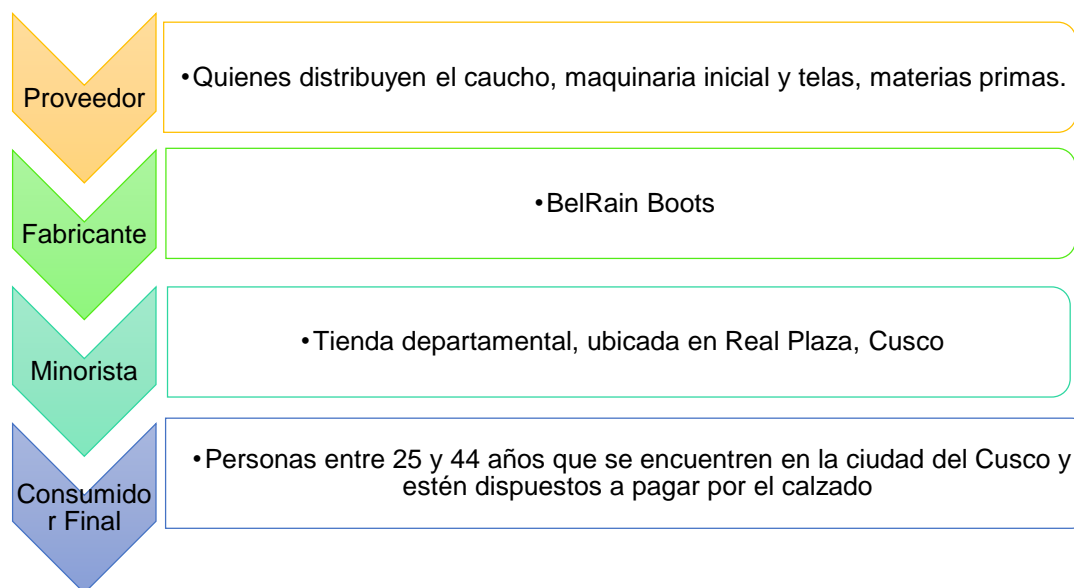 Proveedor
•Quienes distribuyen el caucho, maquinaria inicial y telas, materias primas.
Fabricante
•BelRain Boots
Minorista
•Tienda departamental, ubicada en Real Plaza, Cusco
Consumido
r Final
•Personas entre 25 y 44 años que se encuentren en la ciudad del Cusco y
estén dispuestos a pagar por el calzado